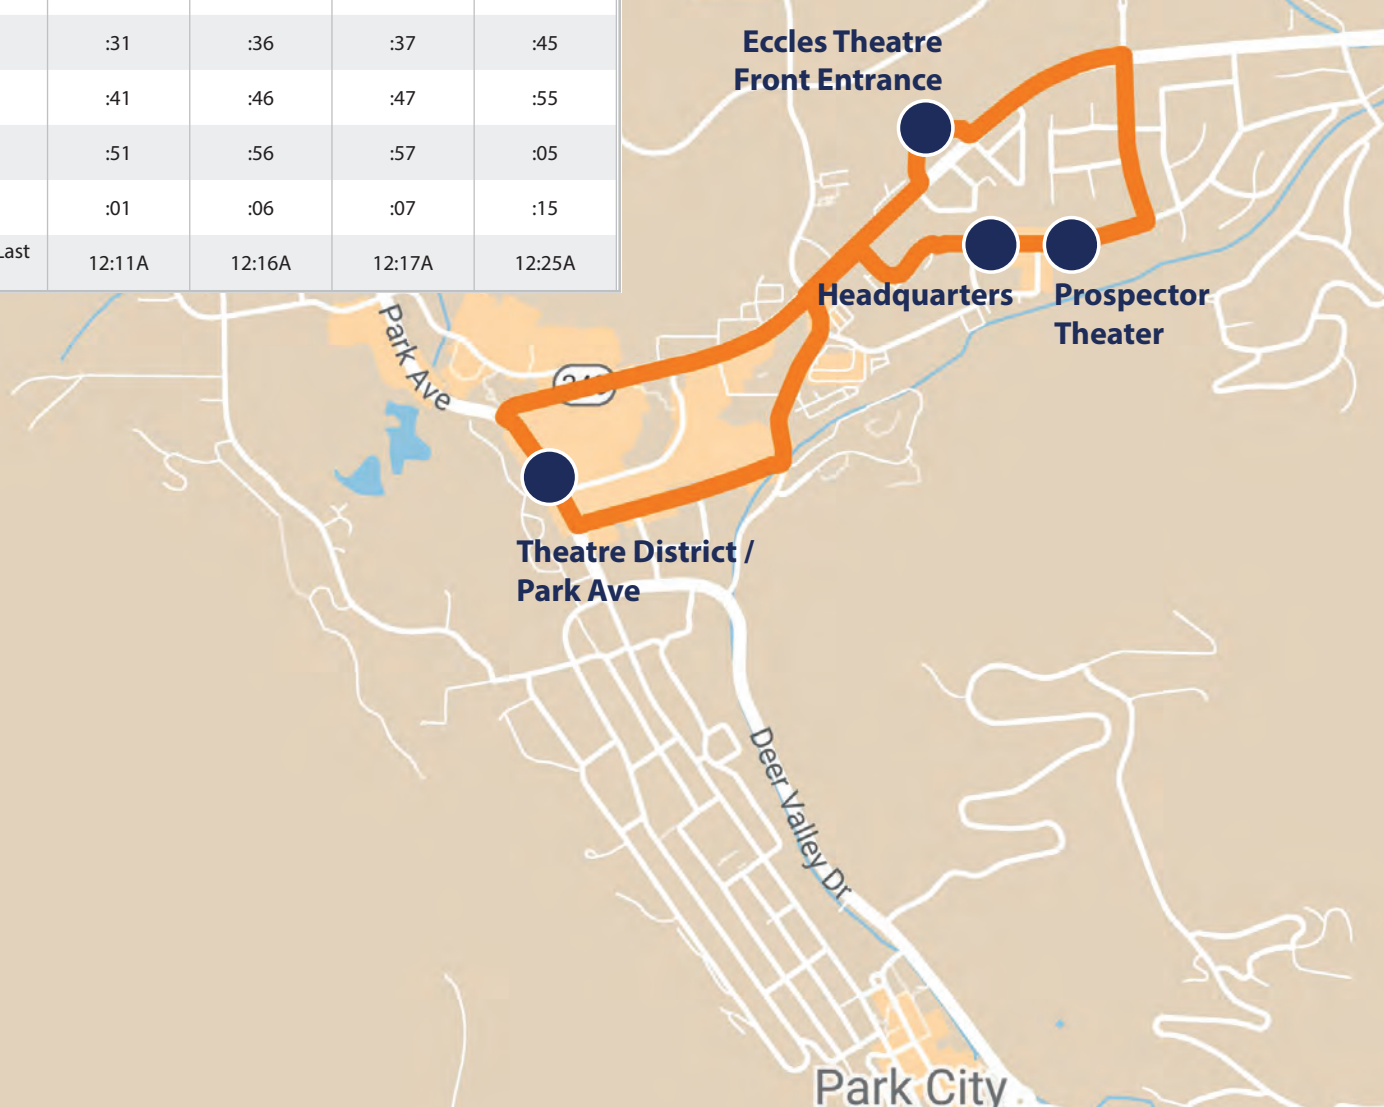 :31 :36 :37 :45
:41 :46 :47 :55
:51 :56 :57 :05
:01 :06 :07 :15
Last 12:11A 12:16A 12:17A 12:25A
Eccles Theatre
Front Entrance
Headquarters
Prospector
Theater
Park Ave
Theatre District /
Park Ave
Deer Valley Dr
Park City